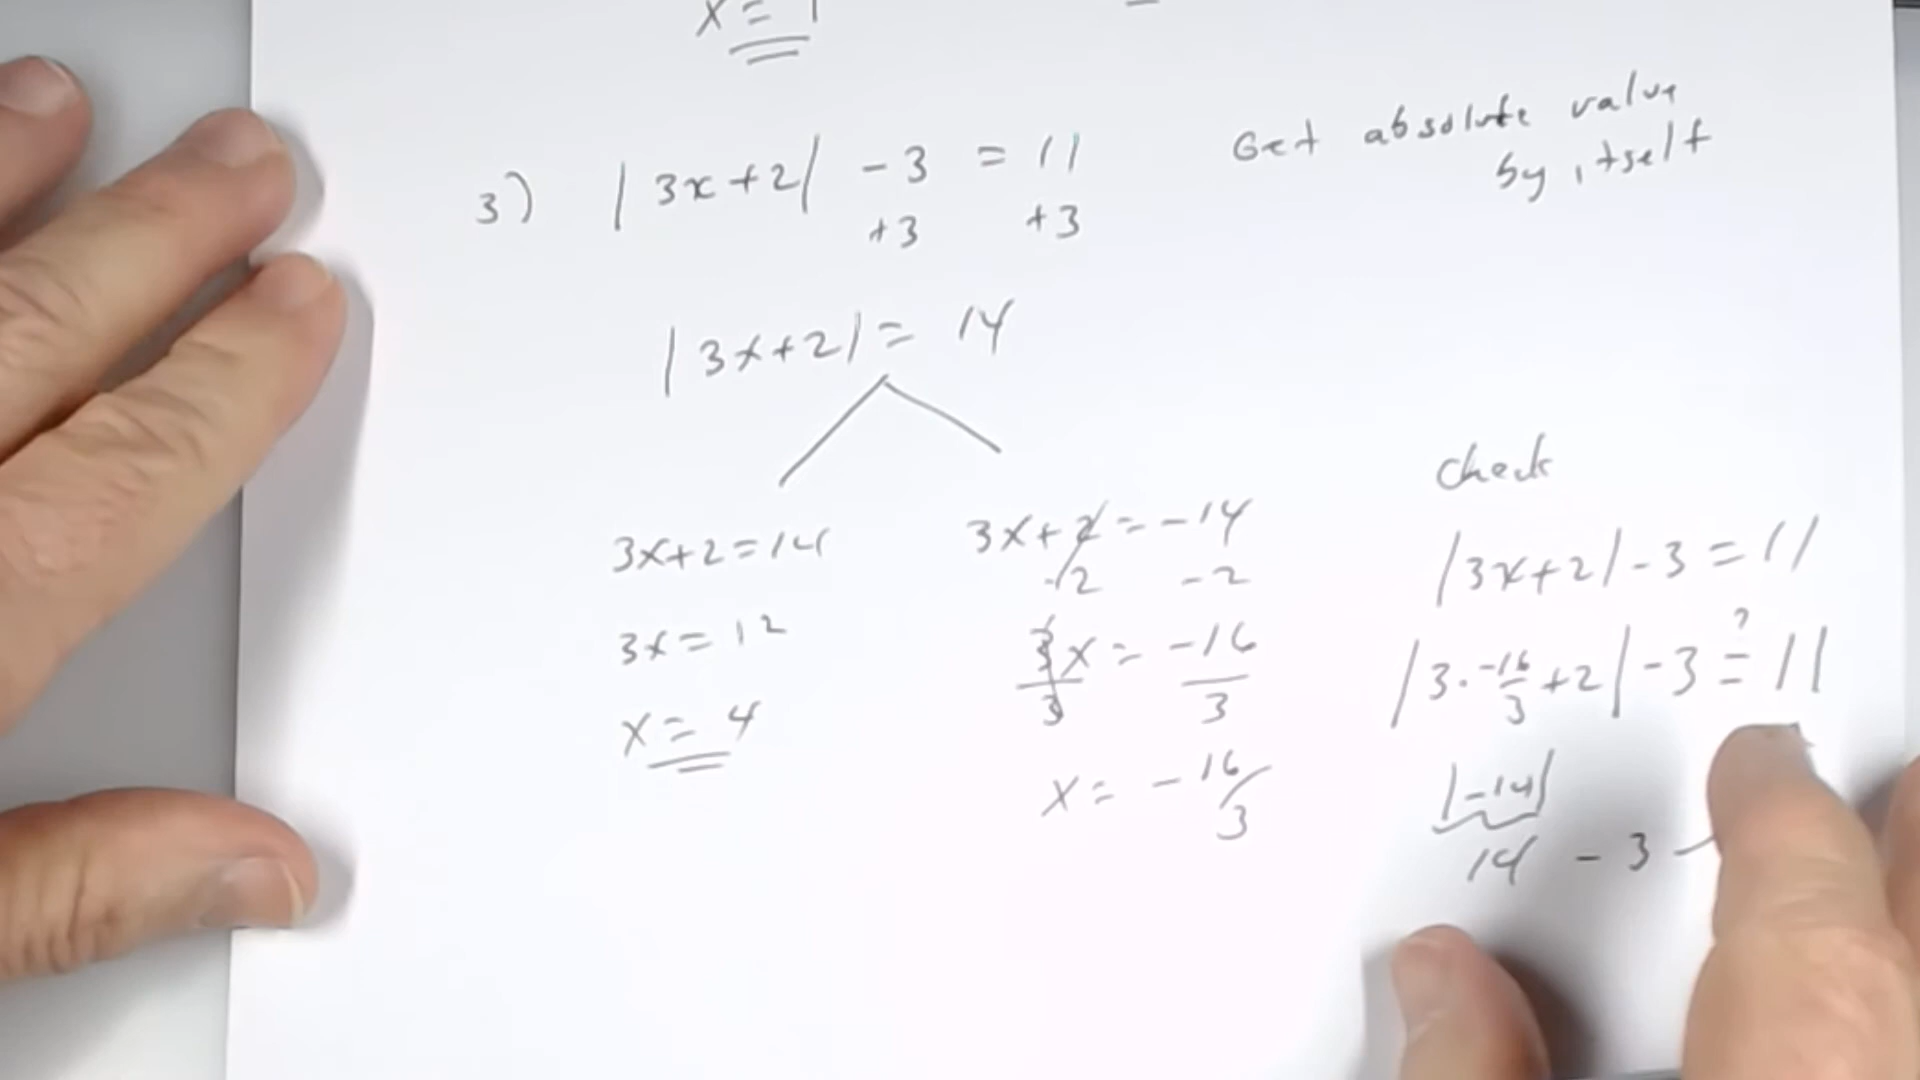 x = 1
3) |3x+2| -3 = 11
+3 +3
Get absolute value
by itself
|3x+2| = 14
3x+2=14
3x=12
x=4
3x+2=-14
-2 -2
3x = -16
3 3
x = -16/3
Check
|3x+2|-3=11
|3·-16/3+2|-3≟11
|-14|
14 - 3